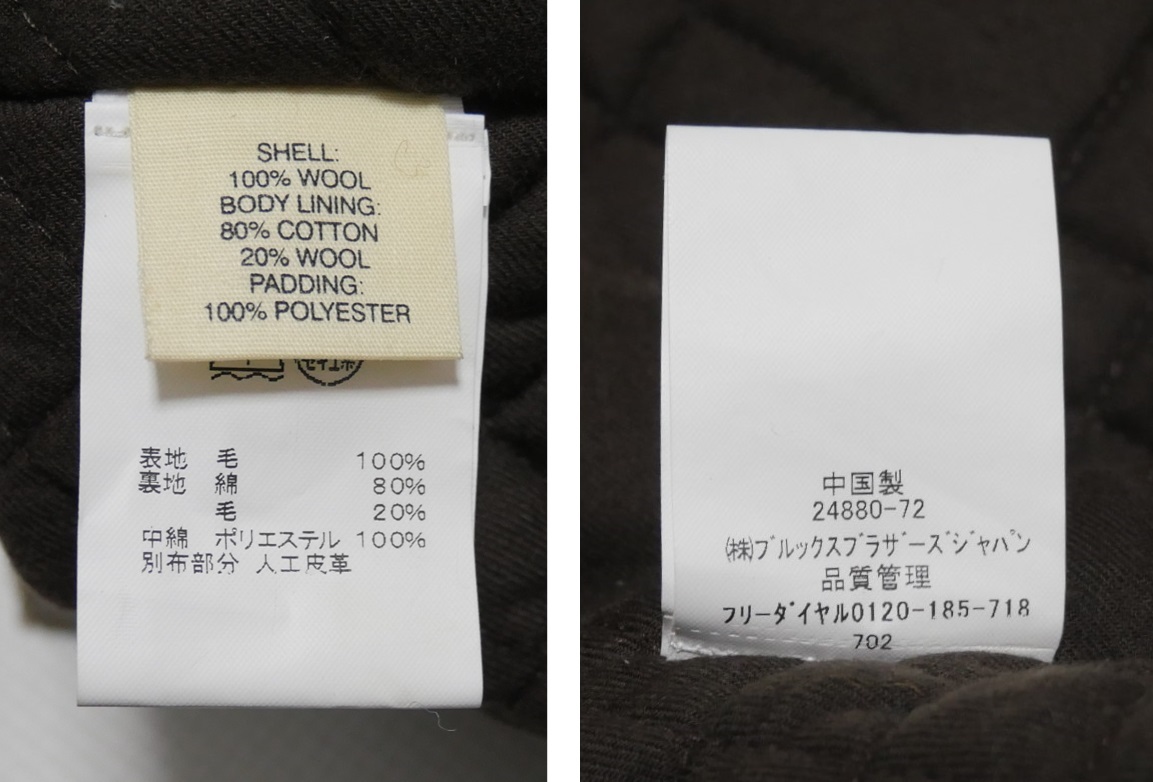 SHELL:
100% WOOL
BODY LINING:
80% COTTON
20% WOOL
PADDING:
100% POLYESTER
セイエホ
表地 毛 100%
裏地 綿 80%
毛 20%
中綿 ポリエステル 100%
別布部分 人工皮革
中国製
24880-72
㈱ブルックスブラザーズジャパン
品質管理
フリーダイヤル0120-185-718
702